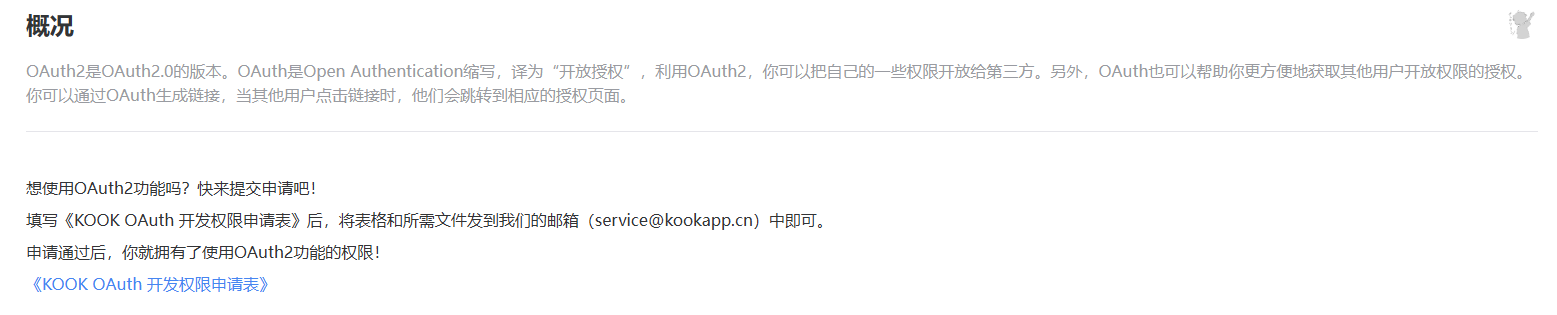 概况
OAuth2是OAuth2.0的版本。OAuth是Open Authentication缩写，译为“开放授权”，利用OAuth2，你可以把自己的一些权限开放给第三方。另外，OAuth也可以帮助你更方便地获取其他用户开放权限的授权。
你可以通过OAuth生成链接，当其他用户点击链接时，他们会跳转到相应的授权页面。
想使用OAuth2功能吗？快来提交申请吧！
填写《KOOK OAuth 开发权限申请表》后，将表格和所需文件发到我们的邮箱（service@kookapp.cn）中即可。
申请通过后，你就拥有了使用OAuth2功能的权限！
《KOOK OAuth 开发权限申请表》